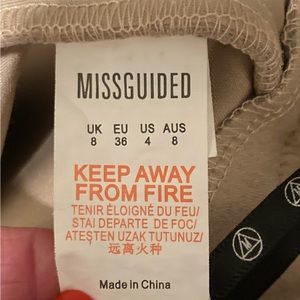 MISSGUIDED
UK EU US AUS
8 36 4 8
KEEP AWAY
FROM FIRE
TENIR ÉLOIGNÉ DU FEU/
STAI DEPARTE DE FOC/
ATEŞTEN UZAK TUTUNUZ/
远离火种
Made in China
M